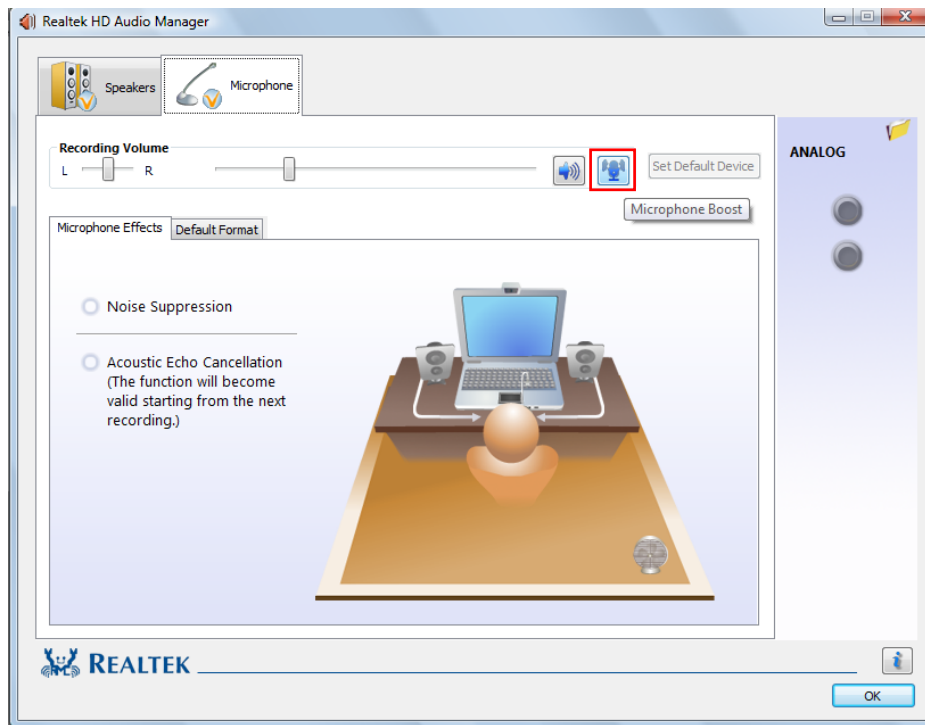 Realtek HD Audio Manager
Speakers
Microphone
Recording Volume
L
R
Set Default Device
ANALOG
Microphone Boost
Microphone Effects
Default Format
Noise Suppression
Acoustic Echo Cancellation
(The function will become
valid starting from the next
recording.)
REALTEK
i
OK